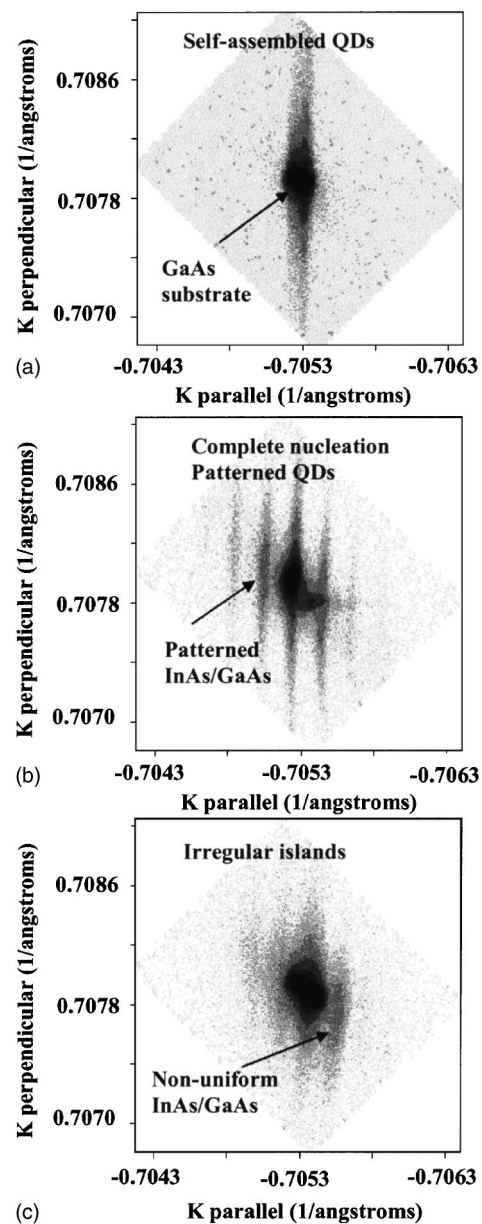 Self-assembled QDs
K perpendicular (1/angstroms)
0.7086
0.7078
0.7070
GaAs
substrate
-0.7043 -0.7053 -0.7063
K parallel (1/angstroms)
(a)
Complete nucleation
Patterned QDs
K perpendicular (1/angstroms)
0.7086
0.7078
0.7070
Patterned
InAs/GaAs
-0.7043 -0.7053 -0.7063
K parallel (1/angstroms)
(b)
Irregular islands
K perpendicular (1/angstroms)
0.7086
0.7078
0.7070
Non-uniform
InAs/GaAs
-0.7043 -0.7053 -0.7063
K parallel (1/angstroms)
(c)